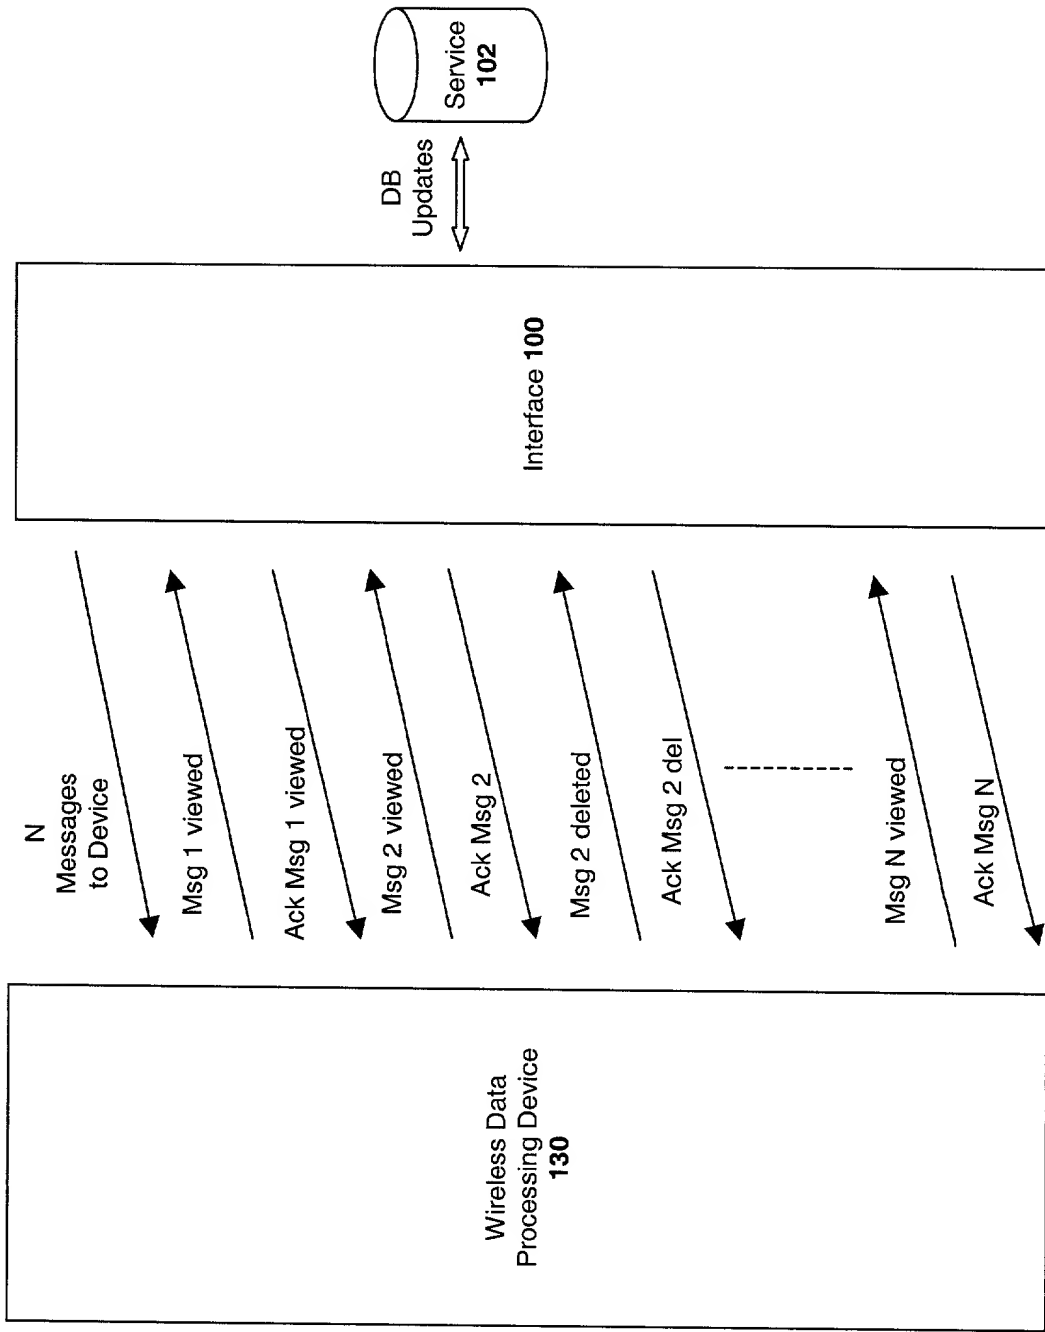 Wireless Data
Processing Device
130
N
Messages
to Device
Msg 1 viewed
Ack Msg 1 viewed
Msg 2 viewed
Ack Msg 2
Msg 2 deleted
Ack Msg 2 del
Msg N viewed
Ack Msg N
Interface 100
DB
Updates
Service
102